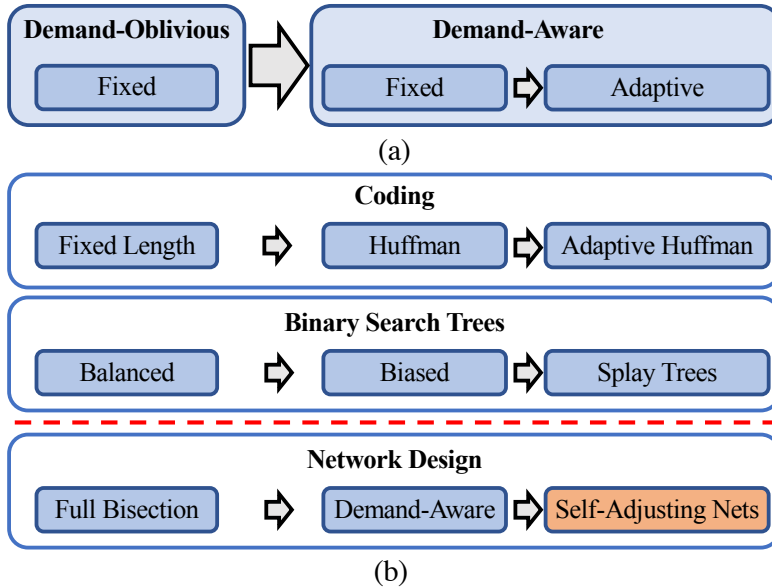 Demand-Oblivious
Demand-Aware
Fixed
Fixed
Adaptive
(a)
Coding
Fixed Length
Huffman
Adaptive Huffman
Binary Search Trees
Balanced
Biased
Splay Trees
Network Design
Full Bisection
Demand-Aware
Self-Adjusting Nets
(b)